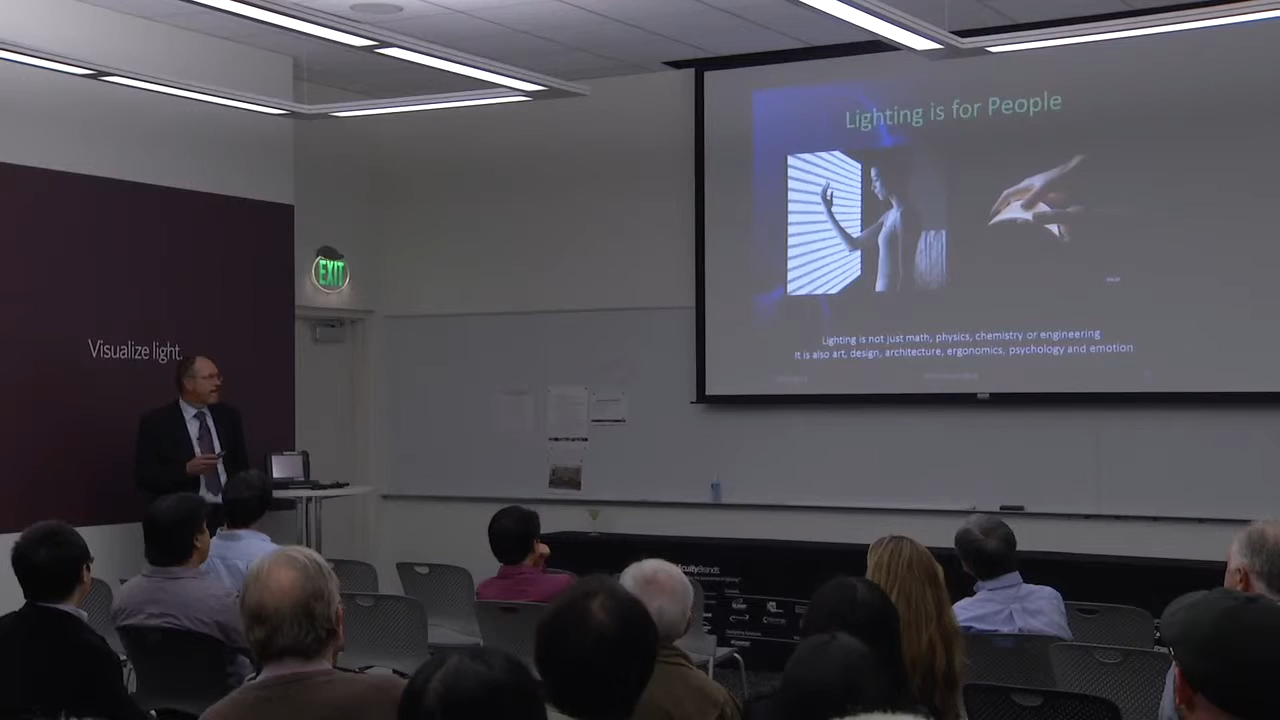 Lighting is for People
Lighting is not just math, physics, chemistry or engineering
It is also art, design, architecture, ergonomics, psychology and emotion
EXIT
Visualize light.
AcuityBrands